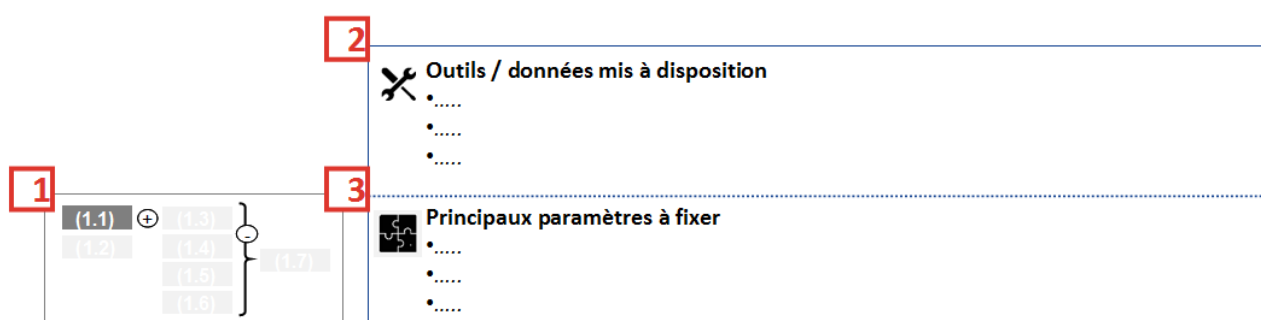 2
Outils / données mis à disposition
•.....
•.....
•.....
1
(1.1) + (1.3)
(1.2) (1.4) - (1.7)
(1.5)
(1.6)
3
Principaux paramètres à fixer
•.....
•.....
•.....